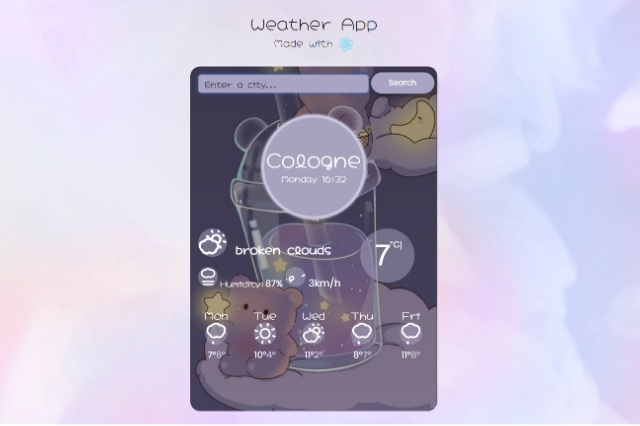 Weather App
Made with
Enter a city...
Search
Cologne
Monday 16:32
broken clouds
7 °C|
Humidity: 87% 3km/h
Mon Tue Wed Thu Fri
7°6° 10°4° 11°2° 8°7° 11°8°